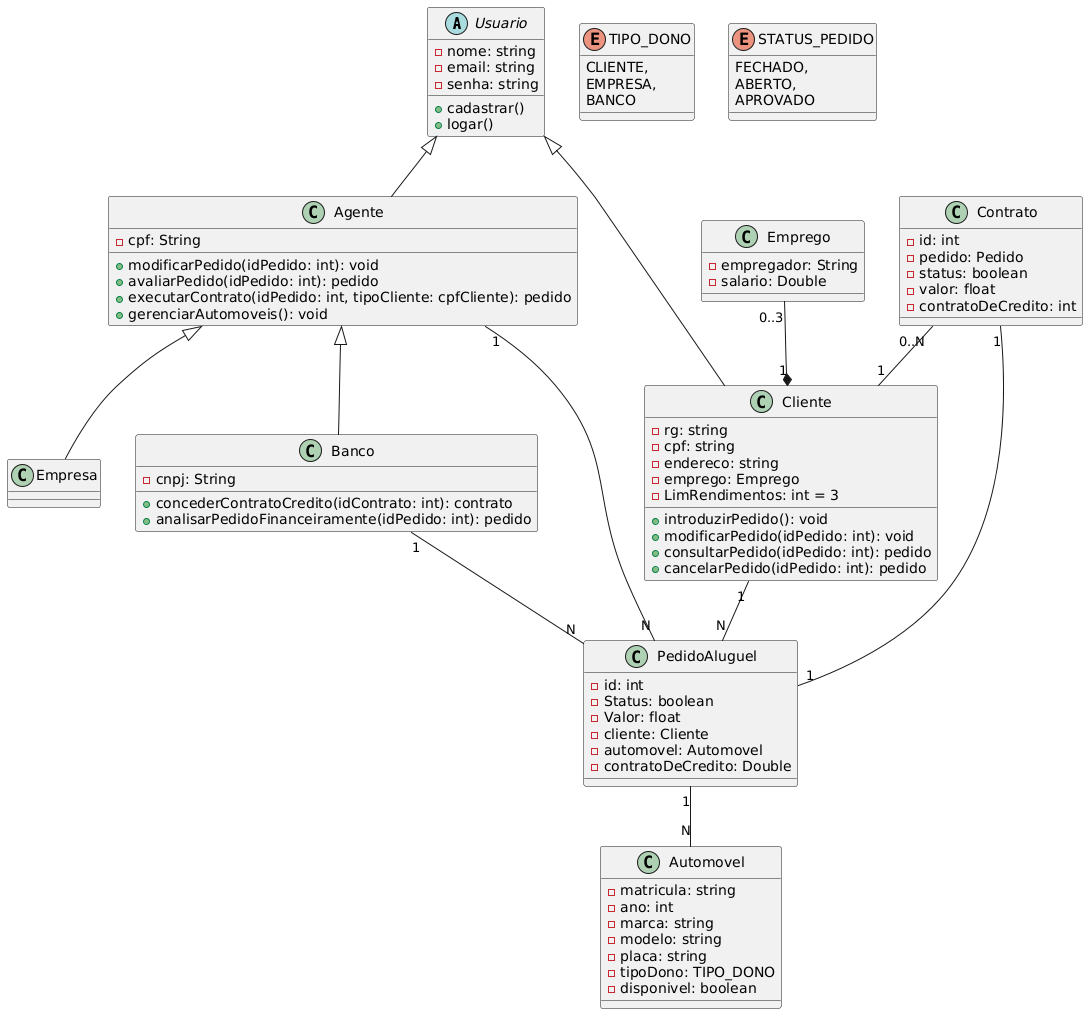 A Usuario
nome: string
email: string
senha: string
cadastrar()
logar()
E TIPO_DONO
CLIENTE,
EMPRESA,
BANCO
E STATUS_PEDIDO
FECHADO,
ABERTO,
APROVADO
C Agente
cpf: String
modificarPedido(idPedido: int): void
avaliarPedido(idPedido: int): pedido
executarContrato(idPedido: int, tipoCliente: cpfCliente): pedido
gerenciarAutomoveis(): void
C Emprego
empregador: String
salario: Double
C Contrato
id: int
pedido: Pedido
status: boolean
valor: float
contratoDeCredito: int
0..3
1
1
0..N
1
1
C Empresa
C Banco
cnpj: String
concederContratoCredito(idContrato: int): contrato
analisarPedidoFinanceiramente(idPedido: int): pedido
C Cliente
rg: string
cpf: string
endereco: string
emprego: Emprego
LimRendimentos: int = 3
introduzirPedido(): void
modificarPedido(idPedido: int): void
consultarPedido(idPedido: int): pedido
cancelarPedido(idPedido: int): pedido
1
1
N
N
N
1
C PedidoAluguel
id: int
Status: boolean
Valor: float
cliente: Cliente
automovel: Automovel
contratoDeCredito: Double
1
N
C Automovel
matricula: string
ano: int
marca: string
modelo: string
placa: string
tipoDono: TIPO_DONO
disponivel: boolean